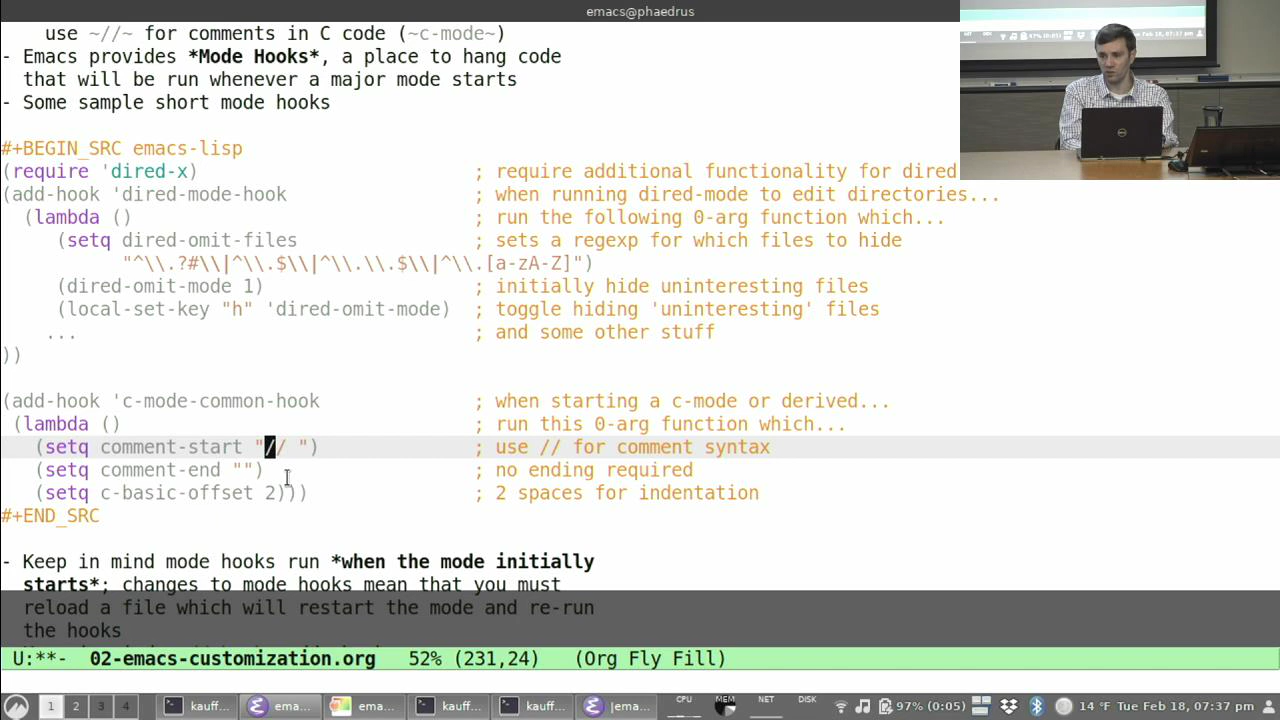 emacs@phaedrus
use ~//~ for comments in C code (~c-mode~)
- Emacs provides *Mode Hooks*, a place to hang code
that will be run whenever a major mode starts
- Some sample short mode hooks
#+BEGIN_SRC emacs-lisp
(require 'dired-x) ; require additional functionality for dired
(add-hook 'dired-mode-hook ; when running dired-mode to edit directories...
(lambda () ; run the following 0-arg function which...
(setq dired-omit-files ; sets a regexp for which files to hide
"^\\.?#\\|^\\.$\\|^\\.\\.$\\|^\\.[a-zA-Z]")
(dired-omit-mode 1) ; initially hide uninteresting files
(local-set-key "h" 'dired-omit-mode) ; toggle hiding 'uninteresting' files
... ; and some other stuff
))
(add-hook 'c-mode-common-hook ; when starting a c-mode or derived...
(lambda () ; run this 0-arg function which...
(setq comment-start "// ") ; use // for comment syntax
(setq comment-end "") ; no ending required
(setq c-basic-offset 2))) ; 2 spaces for indentation
#+END_SRC
- Keep in mind mode hooks run *when the mode initially
starts*; changes to mode hooks mean that you must
reload a file which will restart the mode and re-run
the hooks
U:**- 02-emacs-customization.org 52% (231,24) (Org Fly Fill)
1 2 3 4 kauff... ema... ema... kauff... kauff... |ema... CPU MEM NET DISK 97% (0:05) 14 °F Tue Feb 18, 07:37 pm